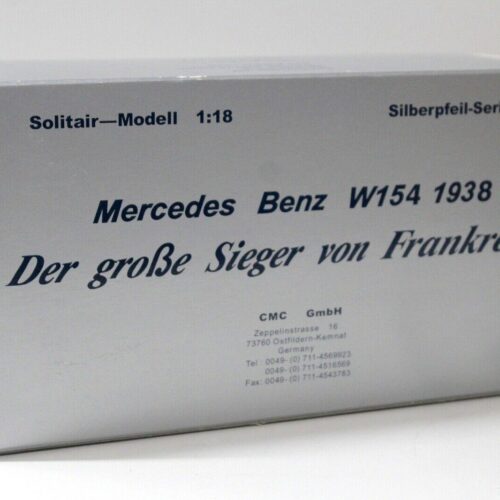 Solitair—Modell 1:18
Silberpfeil-Seri
Mercedes Benz W154 1938
Der große Sieger von Frankre
CMC GmbH
Zeppelinstrasse 16
73760 Ostfildern-Kemnat
Germany
Tel : 0049- (0) 711-4569923
0049- (0) 711-4516569
Fax: 0049- (0) 711-4543763